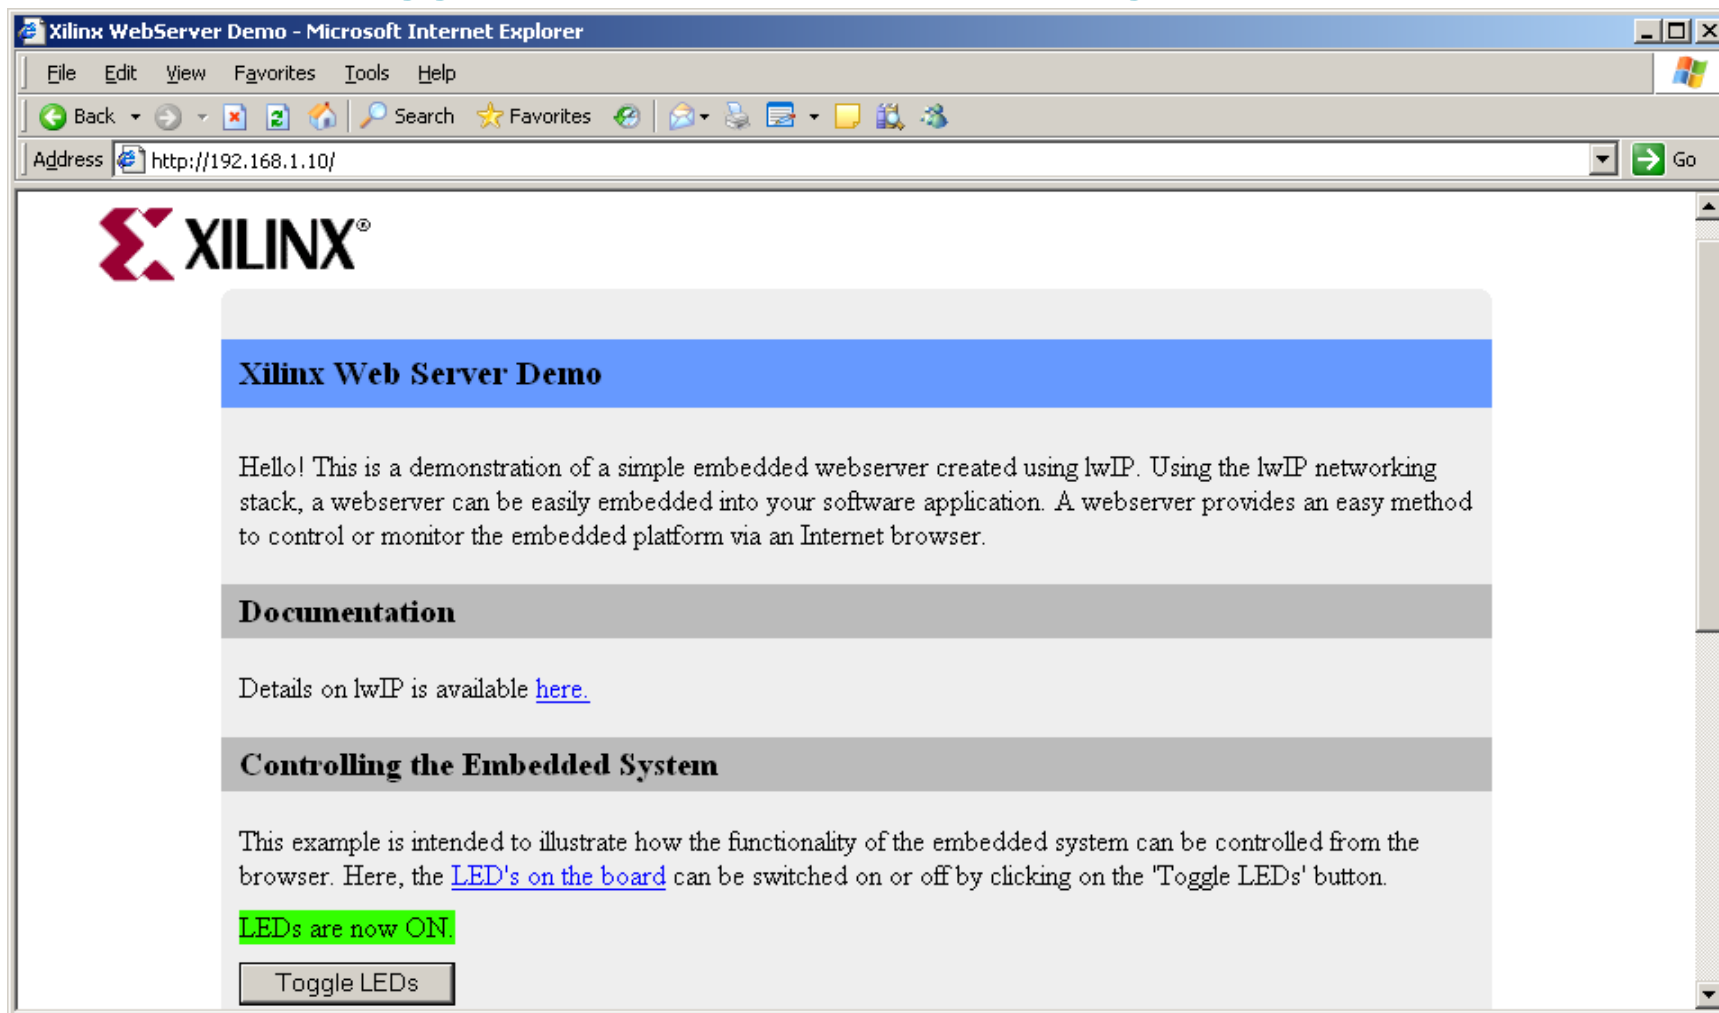 Xilinx WebServer Demo - Microsoft Internet Explorer
File Edit View Favorites Tools Help
Back Search Favorites
Address http://192.168.1.10/ Go
XILINX®
Xilinx Web Server Demo
Hello! This is a demonstration of a simple embedded webserver created using lwIP. Using the lwIP networking
stack, a webserver can be easily embedded into your software application. A webserver provides an easy method
to control or monitor the embedded platform via an Internet browser.
Documentation
Details on lwIP is available here.
Controlling the Embedded System
This example is intended to illustrate how the functionality of the embedded system can be controlled from the
browser. Here, the LED's on the board can be switched on or off by clicking on the 'Toggle LEDs' button.
LEDs are now ON.
Toggle LEDs